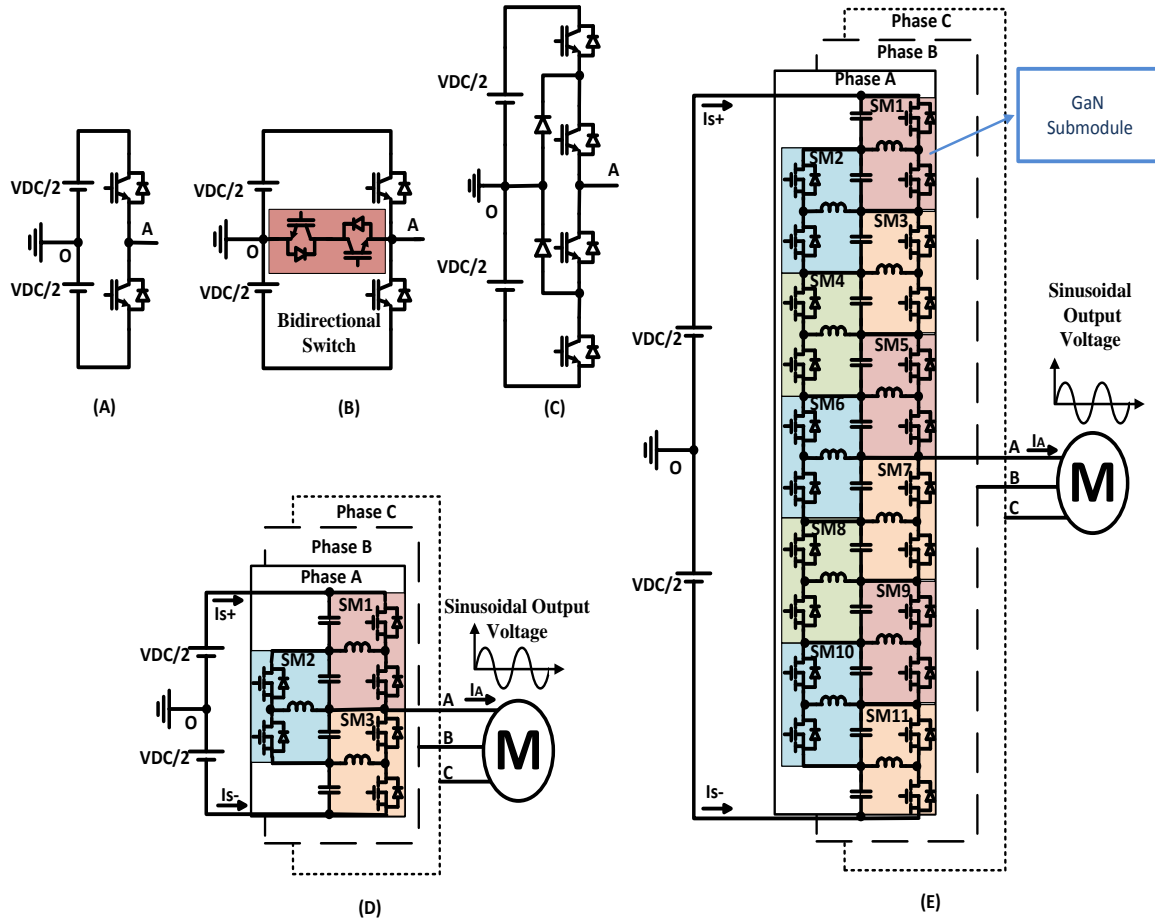 VDC/2
O
A
VDC/2
(A)
VDC/2
O
A
VDC/2
Bidirectional
Switch
(B)
VDC/2
O
A
VDC/2
(C)
Phase C
Phase B
Phase A
Is+
VDC/2
O
VDC/2
Is-
SM1
SM2
SM3
Sinusoidal Output
Voltage
IA
A
B
C
M
(D)
Phase C
Phase B
Phase A
Is+
VDC/2
O
VDC/2
Is-
SM1
SM2
SM3
SM4
SM5
SM6
SM7
SM8
SM9
SM10
SM11
GaN
Submodule
Sinusoidal
Output
Voltage
A
IA
B
C
M
(E)